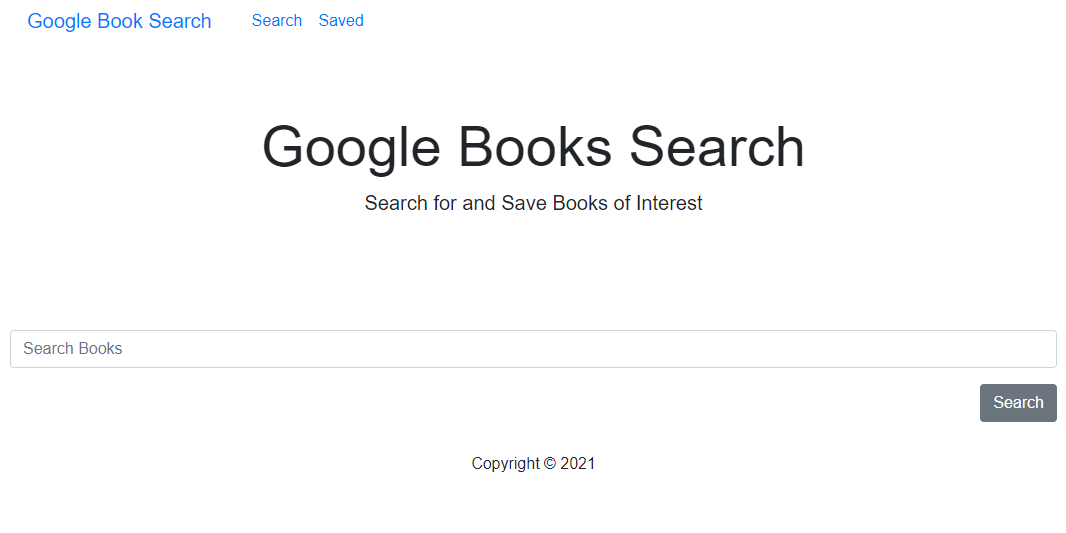 Google Book Search Search Saved
Google Books Search
Search for and Save Books of Interest
Search Books
Search
Copyright © 2021